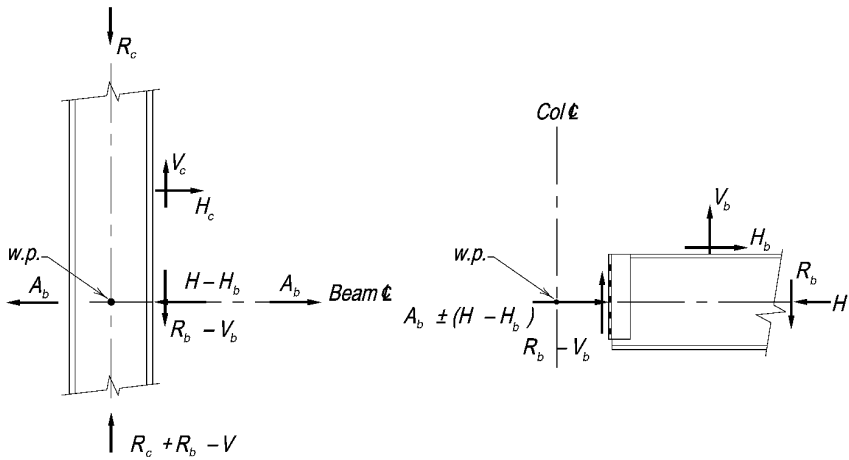 R_c
V_c
H_c
w.p.
A_b
H – H_b
A_b
Beam ℄
R_b – V_b
R_c + R_b – V
Col ℄
V_b
H_b
w.p.
R_b
H
A_b ± (H – H_b)
R_b – V_b